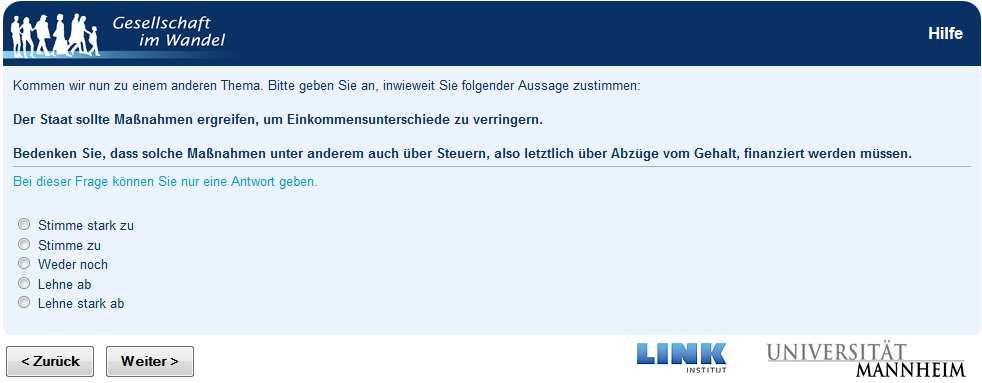 Gesellschaft
im Wandel
Hilfe
Kommen wir nun zu einem anderen Thema. Bitte geben Sie an, inwieweit Sie folgender Aussage zustimmen:
Der Staat sollte Maßnahmen ergreifen, um Einkommensunterschiede zu verringern.
Bedenken Sie, dass solche Maßnahmen unter anderem auch über Steuern, also letztlich über Abzüge vom Gehalt, finanziert werden müssen.
Bei dieser Frage können Sie nur eine Antwort geben.
Stimme stark zu
Stimme zu
Weder noch
Lehne ab
Lehne stark ab
< Zurück
Weiter >
LINK
INSTITUT
UNIVERSITÄT
MANNHEIM